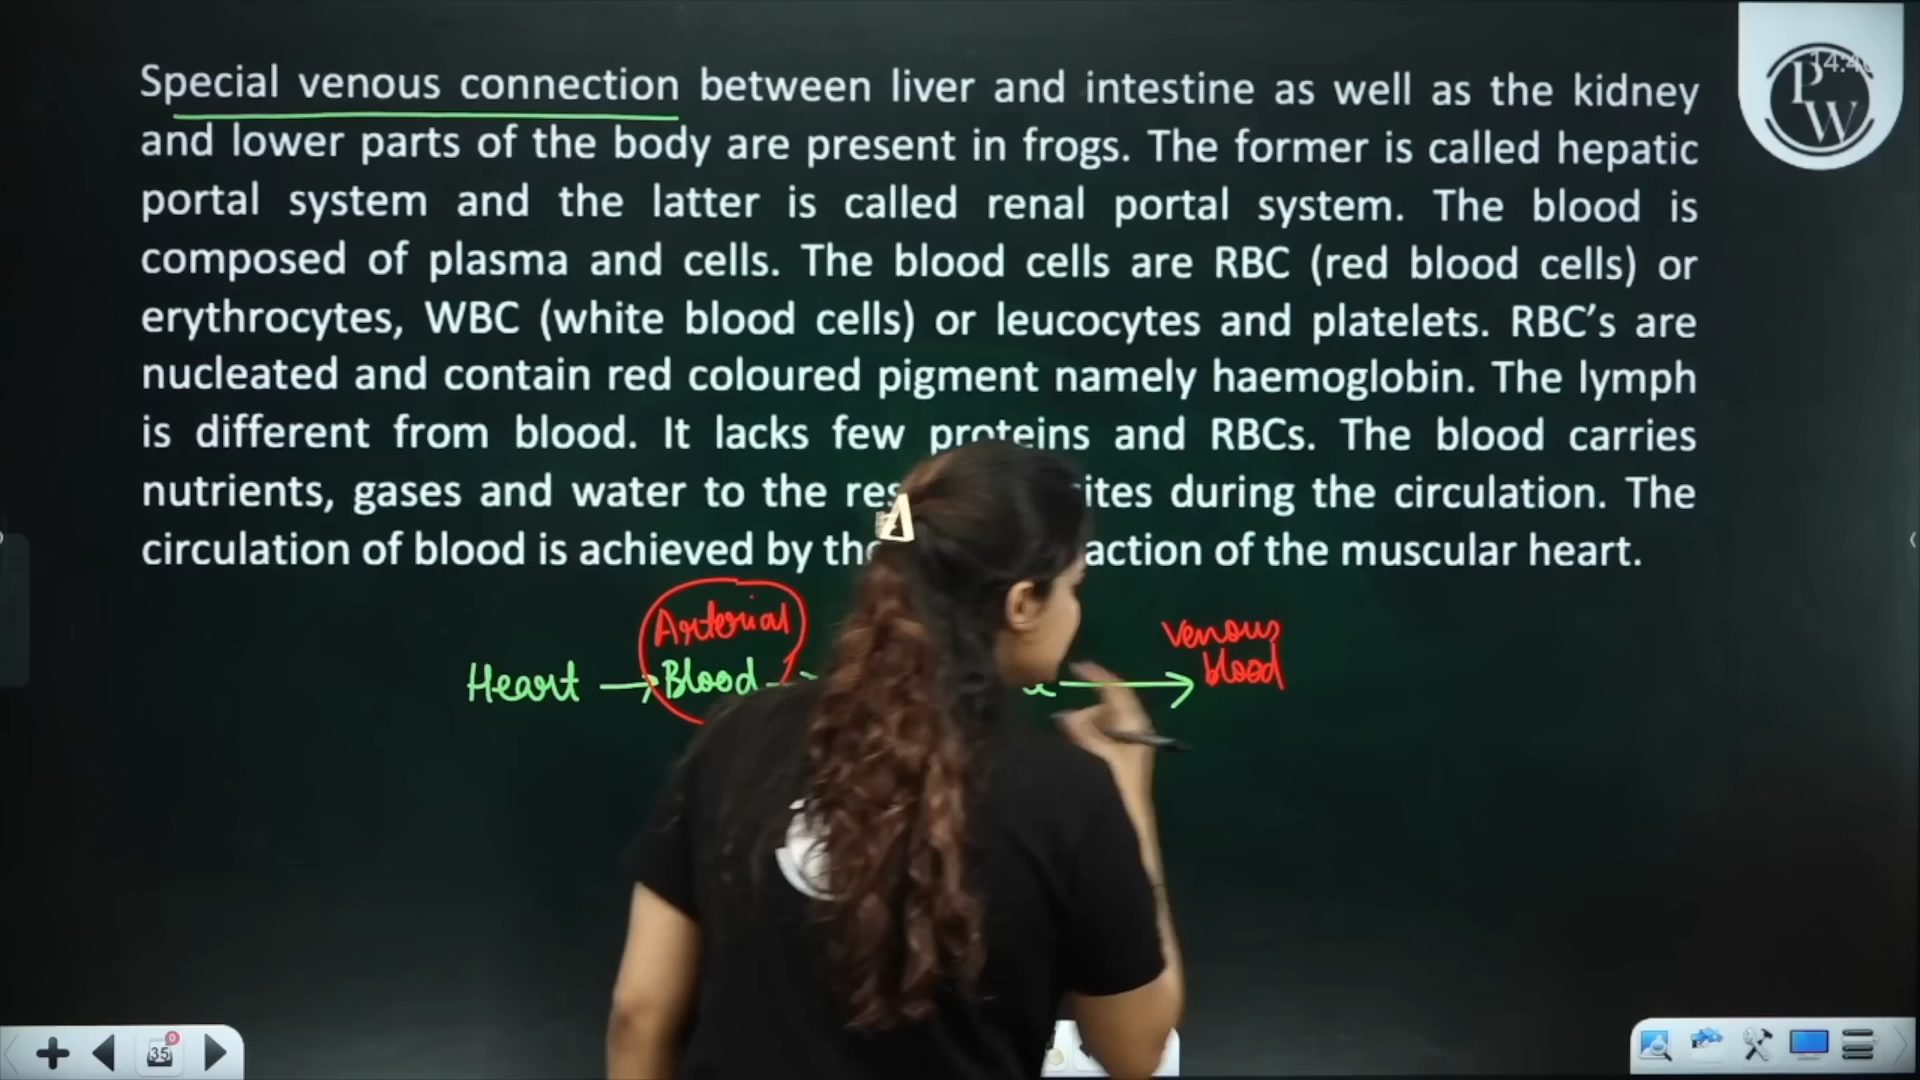 Special venous connection between liver and intestine as well as the kidney
and lower parts of the body are present in frogs. The former is called hepatic
portal system and the latter is called renal portal system. The blood is
composed of plasma and cells. The blood cells are RBC (red blood cells) or
erythrocytes, WBC (white blood cells) or leucocytes and platelets. RBC’s are
nucleated and contain red coloured pigment namely haemoglobin. The lymph
is different from blood. It lacks few proteins and RBCs. The blood carries
nutrients, gases and water to the during the circulation. The
circulation of blood is achieved by action of the muscular heart.
Arterial
Heart → Blood →
→ venous
blood
PW
35
0